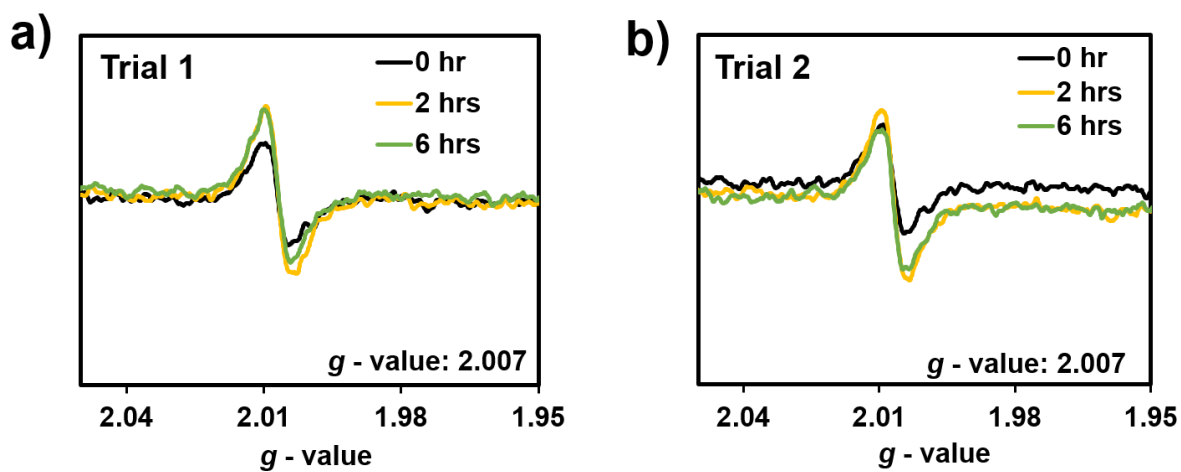 a)
Trial 1
0 hr
2 hrs
6 hrs
g - value: 2.007
2.04 2.01 1.98 1.95
g - value
b)
Trial 2
0 hr
2 hrs
6 hrs
g - value: 2.007
2.04 2.01 1.98 1.95
g - value